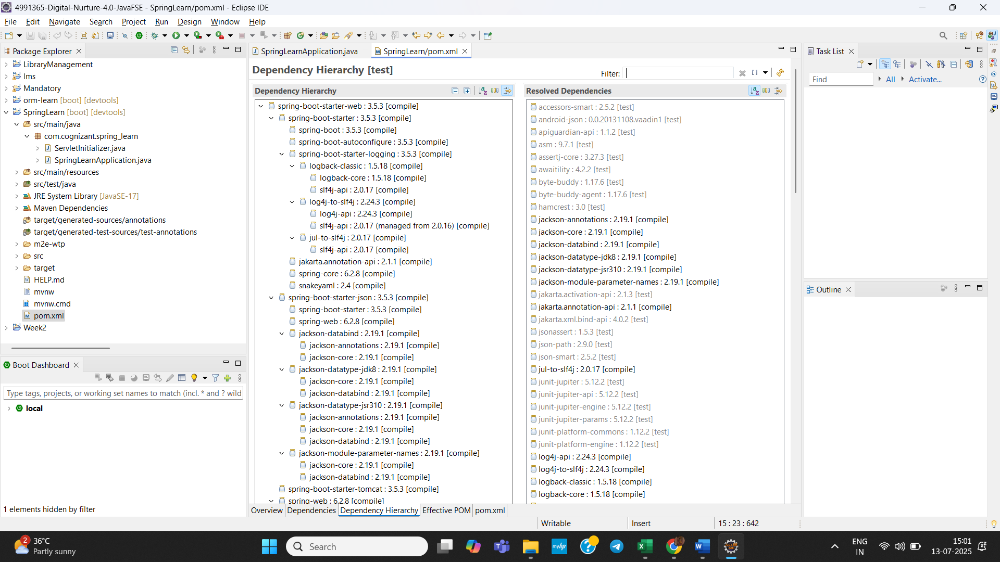 4991365-Digital-Nurture-4.0-JavaFSE - SpringLearn/pom.xml - Eclipse IDE
File Edit Navigate Search Project Run Design Window Help
Package Explorer
LibraryManagement
lms
Mandatory
orm-learn [boot] [devtools]
SpringLearn [boot] [devtools]
src/main/java
com.cognizant.spring_learn
ServletInitializer.java
SpringLearnApplication.java
src/main/resources
src/test/java
JRE System Library [JavaSE-17]
Maven Dependencies
target/generated-sources/annotations
target/generated-test-sources/test-annotations
m2e-wtp
src
target
HELP.md
mvnw
mvnw.cmd
pom.xml
Week2
Boot Dashboard
Type tags, projects, or working set names to match (incl. * and ? wild
local
1 elements hidden by filter
SpringLearnApplication.java
SpringLearn/pom.xml
Dependency Hierarchy [test]
Filter:
Dependency Hierarchy
spring-boot-starter-web : 3.5.3 [compile]
spring-boot-starter : 3.5.3 [compile]
spring-boot : 3.5.3 [compile]
spring-boot-autoconfigure : 3.5.3 [compile]
spring-boot-starter-logging : 3.5.3 [compile]
logback-classic : 1.5.18 [compile]
logback-core : 1.5.18 [compile]
slf4j-api : 2.0.17 [compile]
log4j-to-slf4j : 2.24.3 [compile]
log4j-api : 2.24.3 [compile]
slf4j-api : 2.0.17 (managed from 2.0.16) [compile]
jul-to-slf4j : 2.0.17 [compile]
slf4j-api : 2.0.17 [compile]
jakarta.annotation-api : 2.1.1 [compile]
spring-core : 6.2.8 [compile]
snakeyaml : 2.4 [compile]
spring-boot-starter-json : 3.5.3 [compile]
spring-boot-starter : 3.5.3 [compile]
spring-web : 6.2.8 [compile]
jackson-databind : 2.19.1 [compile]
jackson-annotations : 2.19.1 [compile]
jackson-core : 2.19.1 [compile]
jackson-datatype-jdk8 : 2.19.1 [compile]
jackson-core : 2.19.1 [compile]
jackson-databind : 2.19.1 [compile]
jackson-datatype-jsr310 : 2.19.1 [compile]
jackson-annotations : 2.19.1 [compile]
jackson-core : 2.19.1 [compile]
jackson-databind : 2.19.1 [compile]
jackson-module-parameter-names : 2.19.1 [compile]
jackson-core : 2.19.1 [compile]
jackson-databind : 2.19.1 [compile]
spring-boot-starter-tomcat : 3.5.3 [compile]
spring-web : 6.2.8 [compile]
Resolved Dependencies
accessors-smart : 2.5.2 [test]
android-json : 0.0.20131108.vaadin1 [test]
apiguardian-api : 1.1.2 [test]
asm : 9.7.1 [test]
assertj-core : 3.27.3 [test]
awaitility : 4.2.2 [test]
byte-buddy : 1.17.6 [test]
byte-buddy-agent : 1.17.6 [test]
hamcrest : 3.0 [test]
jackson-annotations : 2.19.1 [compile]
jackson-core : 2.19.1 [compile]
jackson-databind : 2.19.1 [compile]
jackson-datatype-jdk8 : 2.19.1 [compile]
jackson-datatype-jsr310 : 2.19.1 [compile]
jackson-module-parameter-names : 2.19.1 [compile]
jakarta.activation-api : 2.1.3 [test]
jakarta.annotation-api : 2.1.1 [compile]
jakarta.xml.bind-api : 4.0.2 [test]
jsonassert : 1.5.3 [test]
json-path : 2.9.0 [test]
json-smart : 2.5.2 [test]
jul-to-slf4j : 2.0.17 [compile]
junit-jupiter : 5.12.2 [test]
junit-jupiter-api : 5.12.2 [test]
junit-jupiter-engine : 5.12.2 [test]
junit-jupiter-params : 5.12.2 [test]
junit-platform-commons : 1.12.2 [test]
junit-platform-engine : 1.12.2 [test]
log4j-api : 2.24.3 [compile]
log4j-to-slf4j : 2.24.3 [compile]
logback-classic : 1.5.18 [compile]
logback-core : 1.5.18 [compile]
Overview Dependencies Dependency Hierarchy Effective POM pom.xml
Task List
Find All Activate...
Outline
Writable Insert 15 : 23 : 642
2
36°C
Partly sunny
Search
ENG
IN
15:01
13-07-2025